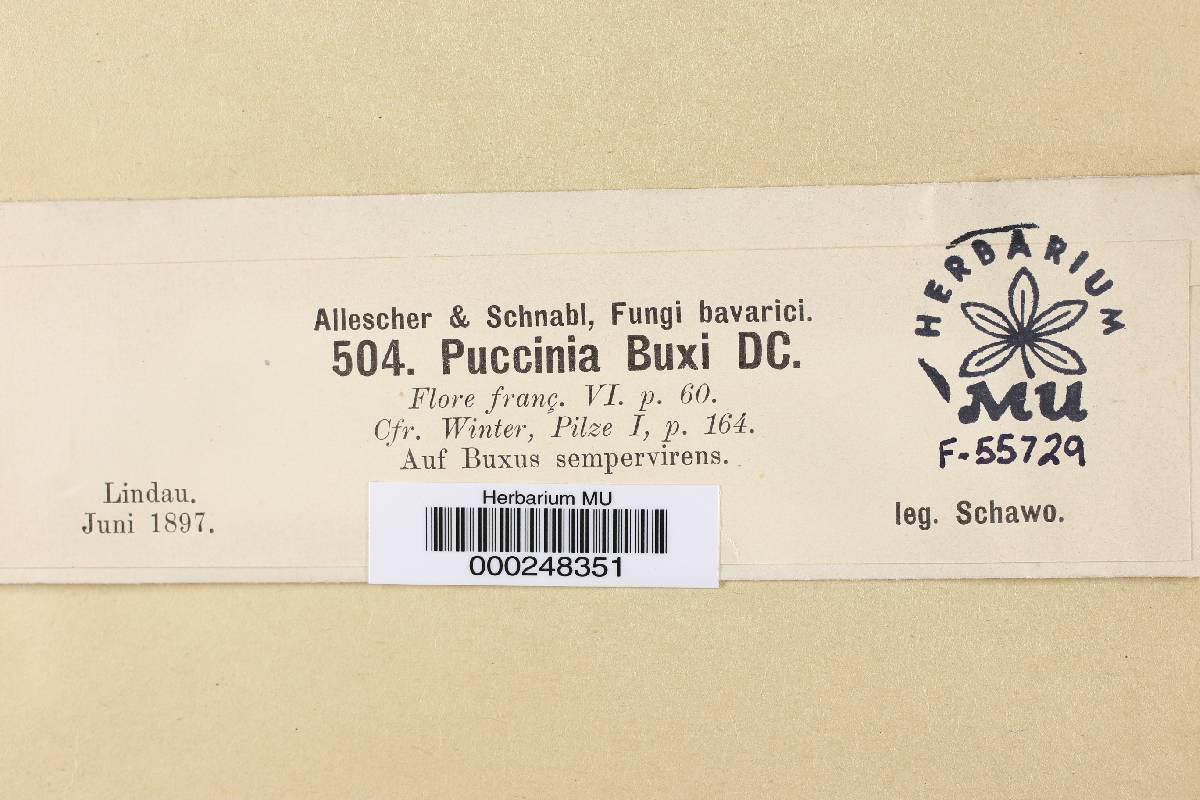 Allescher & Schnabl, Fungi bavarici.
504. Puccinia Buxi DC.
Flore franç. VI. p. 60.
Cfr. Winter, Pilze I, p. 164.
Auf Buxus sempervirens.
Lindau.
Juni 1897.
leg. Schawo.
HERBARIUM
MU
F-55729
Herbarium MU
000248351